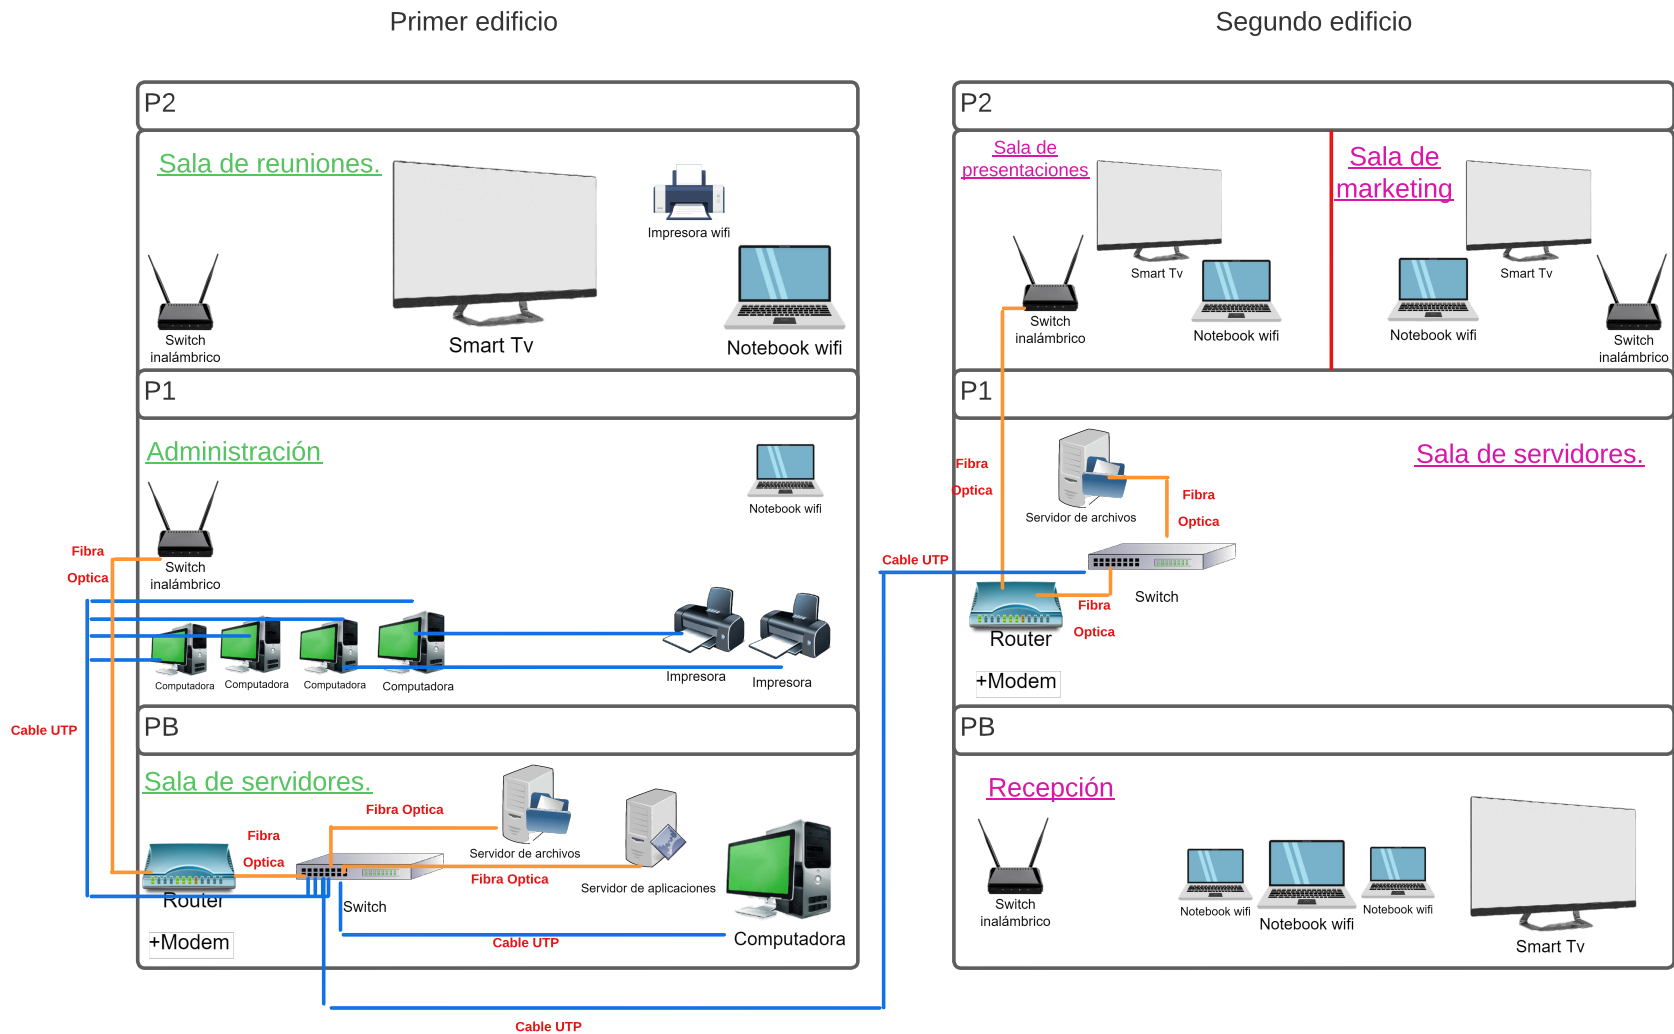 Primer edificio
Segundo edificio
P2
Sala de reuniones.
Impresora wifi
Switch
inalámbrico
Smart Tv
Notebook wifi
P1
Administración
Notebook wifi
Fibra
Optica
Switch
inalámbrico
Computadora
Computadora
Computadora
Computadora
Impresora
Impresora
Cable UTP
PB
Sala de servidores.
Fibra Optica
Fibra
Optica
Servidor de archivos
Fibra Optica
Servidor de aplicaciones
Router
Switch
+Modem
Cable UTP
Computadora
Cable UTP
P2
Sala de
presentaciones
Smart Tv
Switch
inalámbrico
Notebook wifi
Sala de
marketing
Smart Tv
Notebook wifi
Switch
inalámbrico
P1
Sala de servidores.
Fibra
Optica
Servidor de archivos
Fibra
Optica
Cable UTP
Switch
Fibra
Optica
Router
+Modem
PB
Recepción
Switch
inalámbrico
Notebook wifi
Notebook wifi
Notebook wifi
Smart Tv